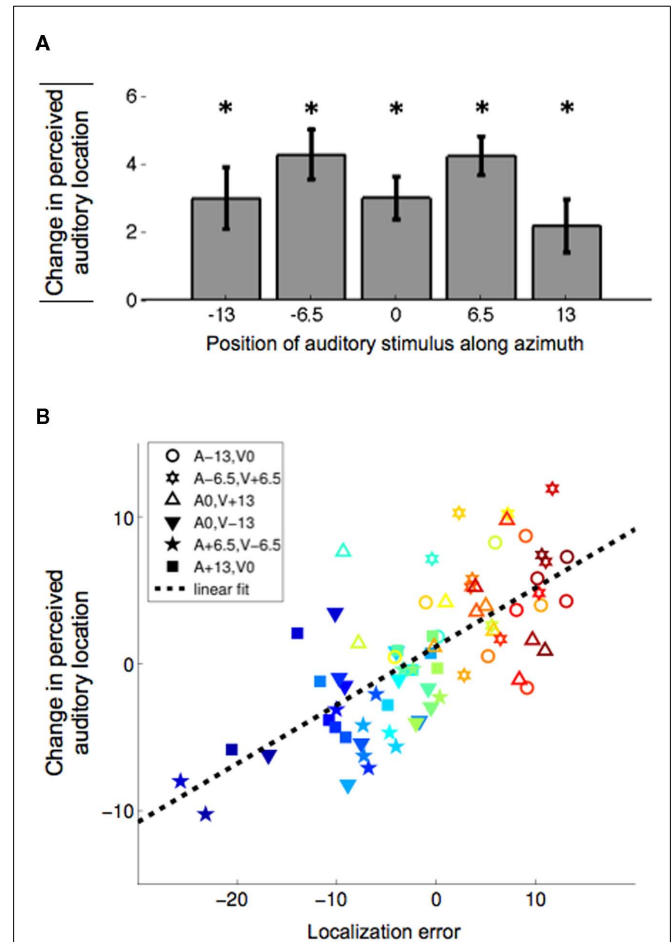 A
Change in perceived
auditory location
6
4
2
0
* * * * *
-13 -6.5 0 6.5 13
Position of auditory stimulus along azimuth
B
Change in perceived
auditory location
10
0
−10
A−13,V0
A−6.5,V+6.5
A0,V+13
A0,V−13
A+6.5,V−6.5
A+13,V0
linear fit
−20 −10 0 10
Localization error